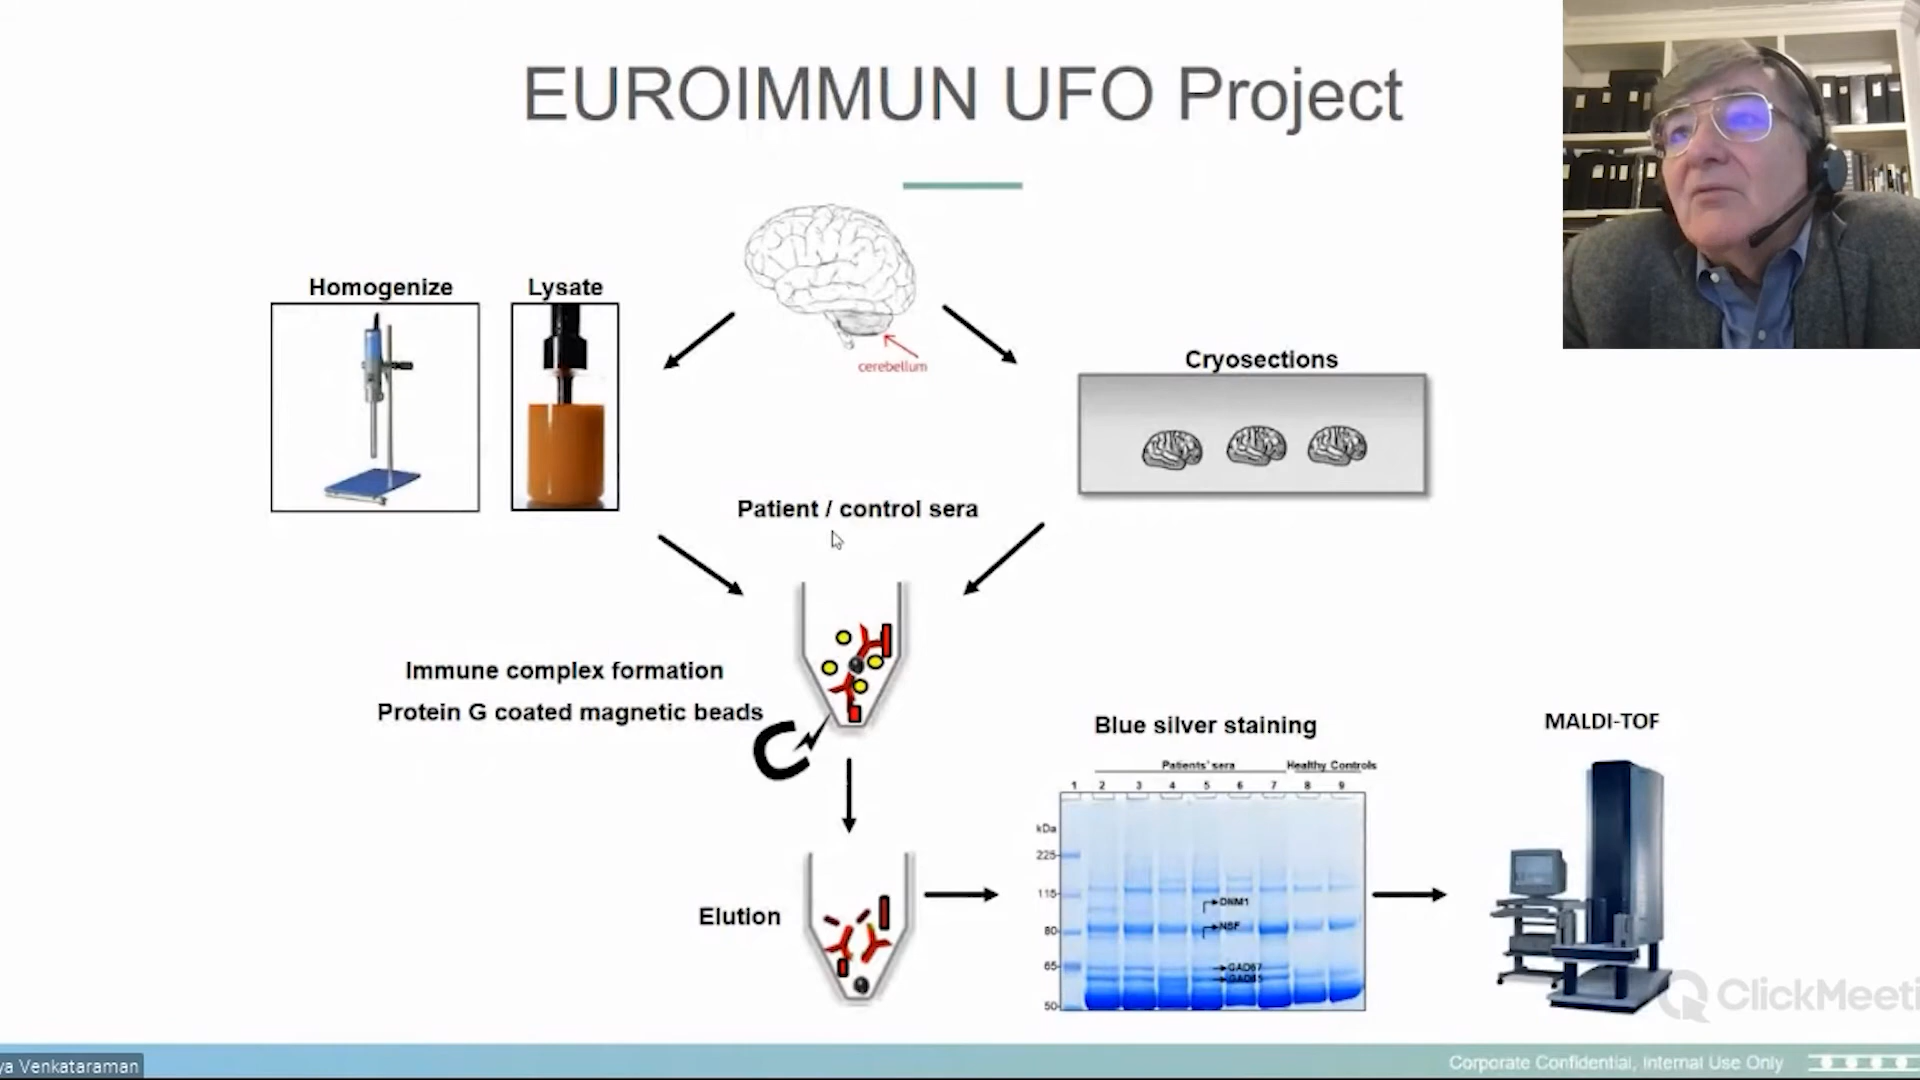 EUROIMMUN UFO Project
cerebellum
Homogenize
Lysate
Cryosections
Patient / control sera
Immune complex formation
Protein G coated magnetic beads
Elution
Blue silver staining
Patients' sera
Healthy Controls
1 2 3 4 5 6 7 8 9
kDa
225
115
80
65
50
DNM1
NSF
GAD67
GAD65
MALDI-TOF
ClickMeeti
ya Venkataraman
Corporate Confidential, Internal Use Only